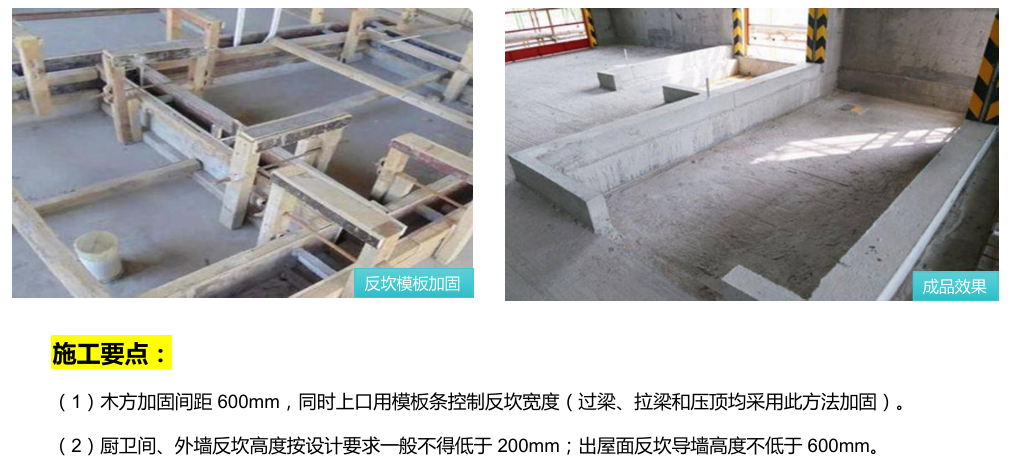 反坎模板加固
成品效果
施工要点：
（1）木方加固间距 600mm，同时上口用模板条控制反坎宽度（过梁、拉梁和压顶均采用此方法加固）。
（2）厨卫间、外墙反坎高度按设计要求一般不得低于 200mm；出屋面反坎导墙高度不低于 600mm。